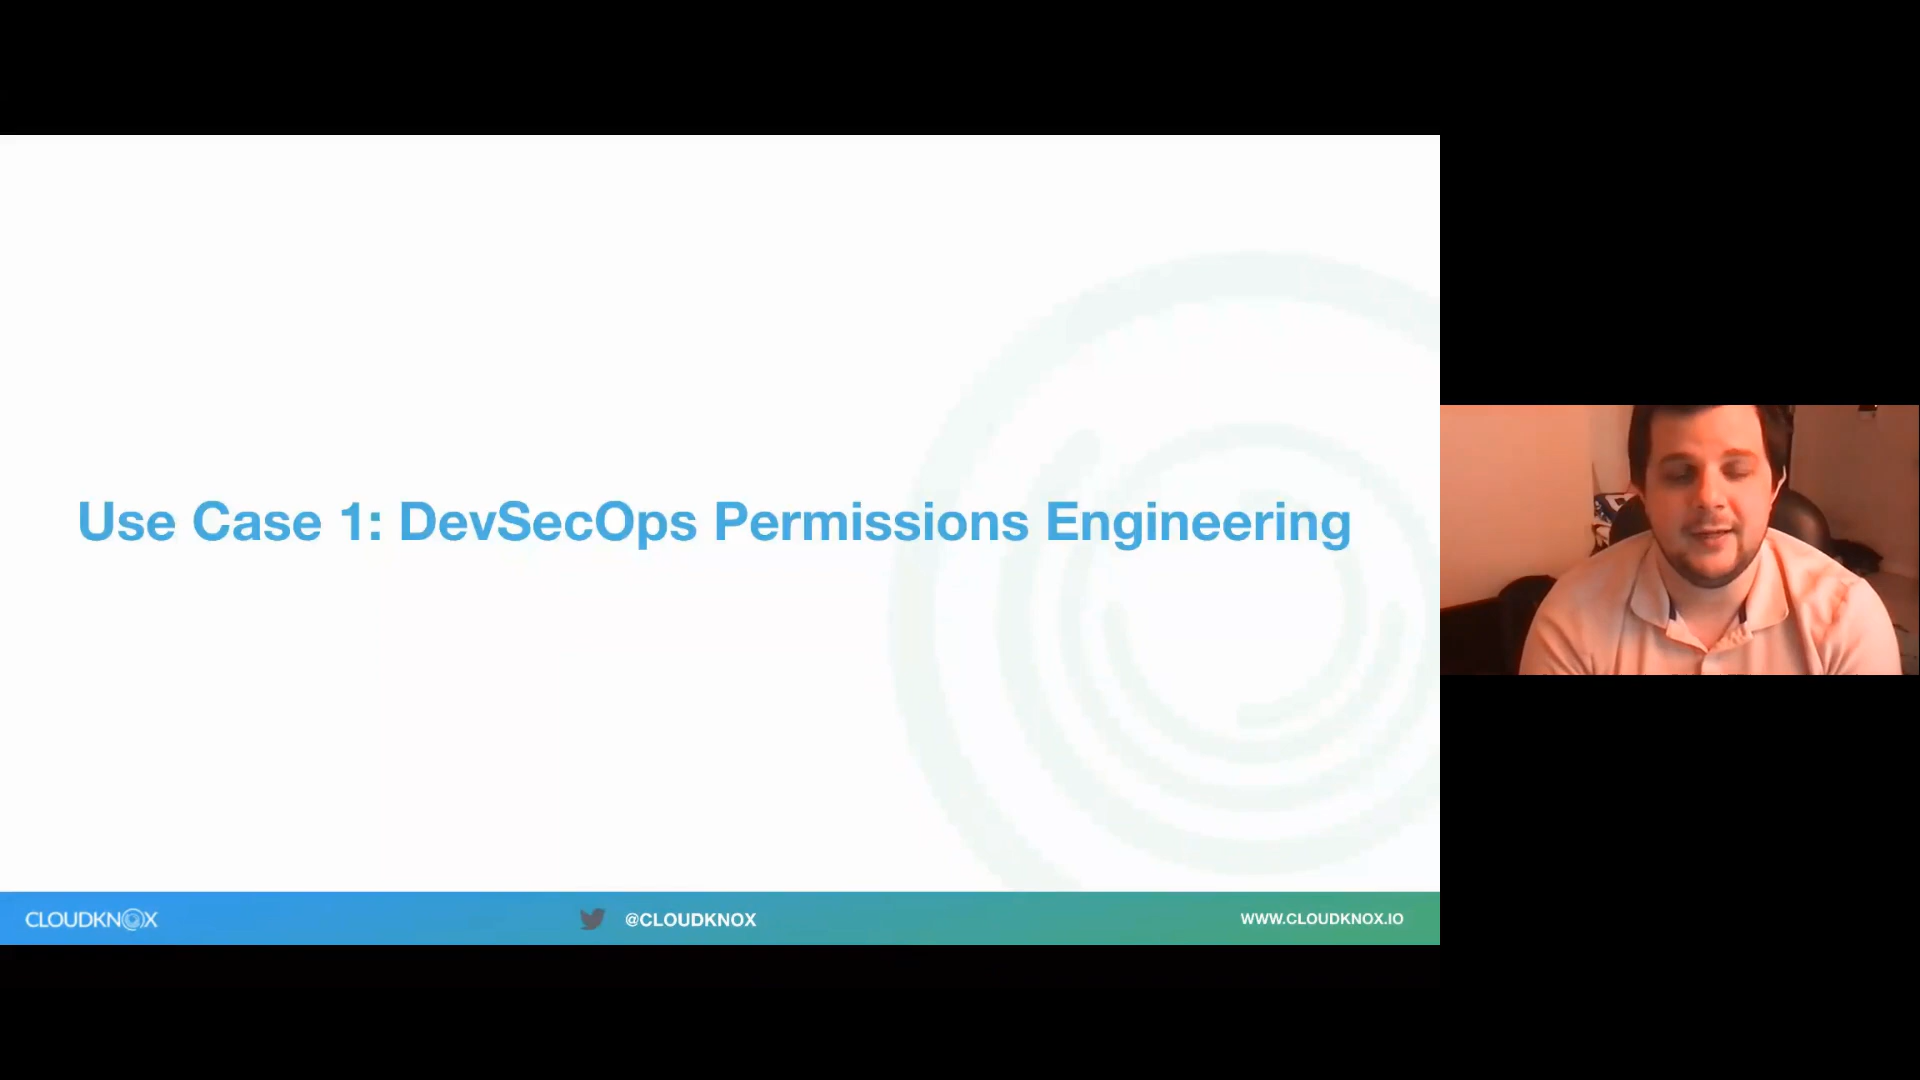 Use Case 1: DevSecOps Permissions Engineering
CLOUDKNOX
@CLOUDKNOX
WWW.CLOUDKNOX.IO